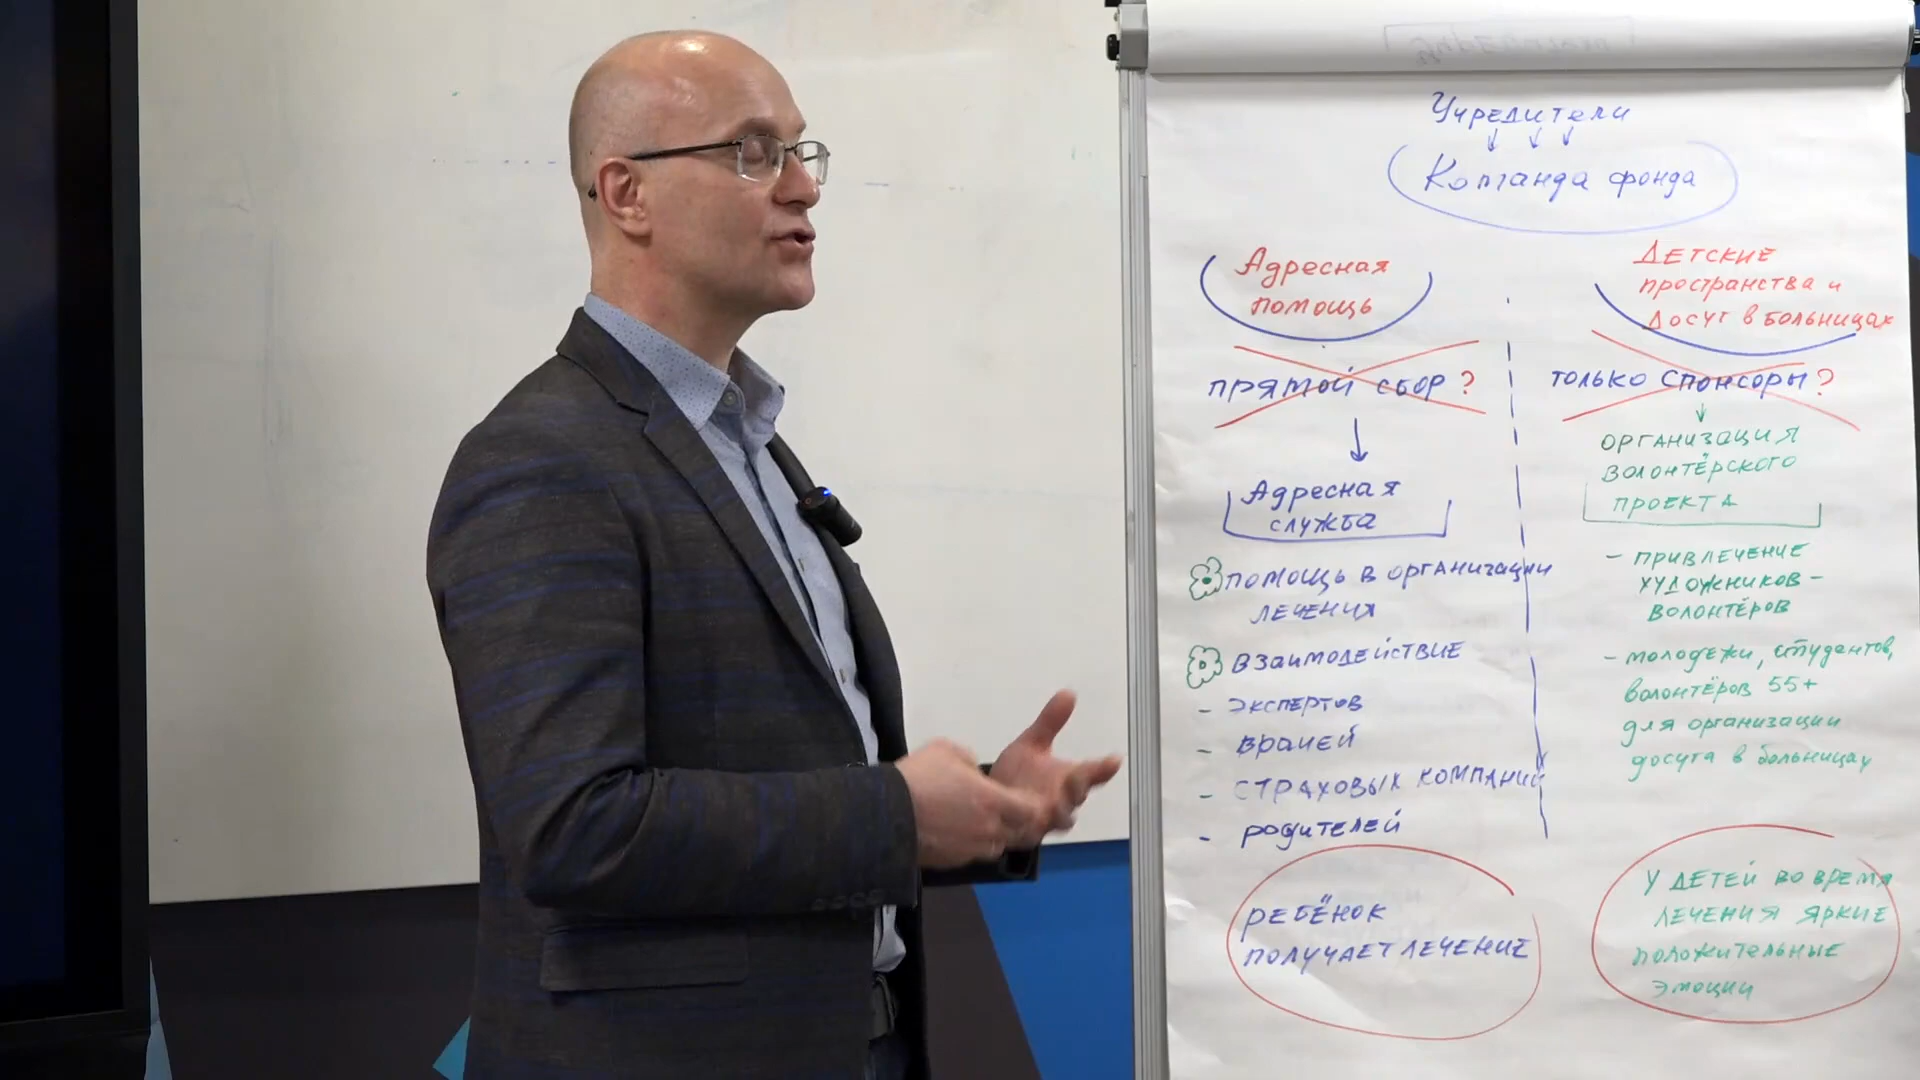 Учредители
Команда фонда
Адресная
помощь
прямой сбор?
Адресная
служба
помощь в организации
лечения
взаимодействие
- экспертов
- врачей
- страховых компаний
- родителей
ребёнок
получает лечение
Детские
пространства и
досуг в больницах
только спонсоры?
организация
волонтёрского
проекта
- привлечение
художников-
волонтёров
- молодежи, студентов,
волонтёров 55+
для организации
досуга в больницах
у детей во время
лечения яркие
положительные
эмоции